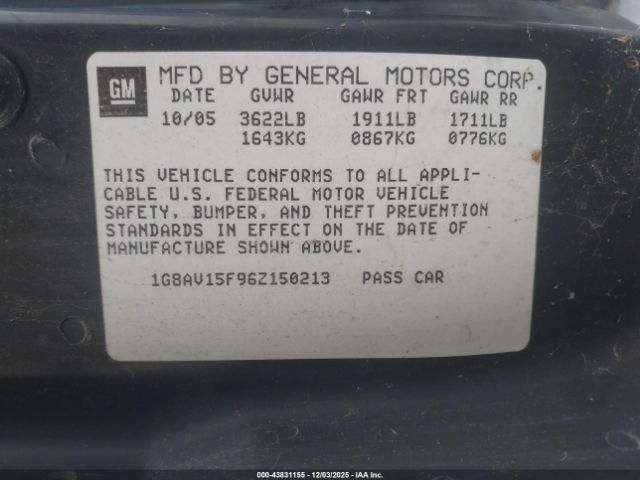 GM
MFD BY GENERAL MOTORS CORP
DATE GVWR GAWR FRT GAWR RR
10/05 3622LB 1911LB 1711LB
1643KG 0867KG 0776KG
THIS VEHICLE CONFORMS TO ALL APPLI-
CABLE U.S. FEDERAL MOTOR VEHICLE
SAFETY, BUMPER, AND THEFT PREVENTION
STANDARDS IN EFFECT ON THE DATE OF
MANUFACTURE SHOWN ABOVE.
1G8AV15F96Z150213 PASS CAR
000-43831155 - 12/03/2025 - IAA Inc.